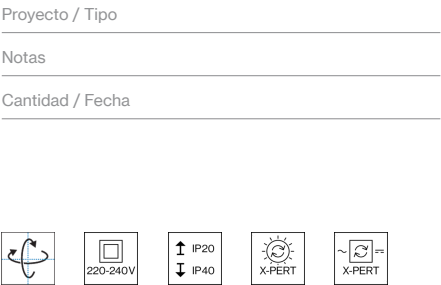 Proyecto / Tipo
Notas
Cantidad / Fecha
220-240V
IP20
IP40
X-PERT
X-PERT